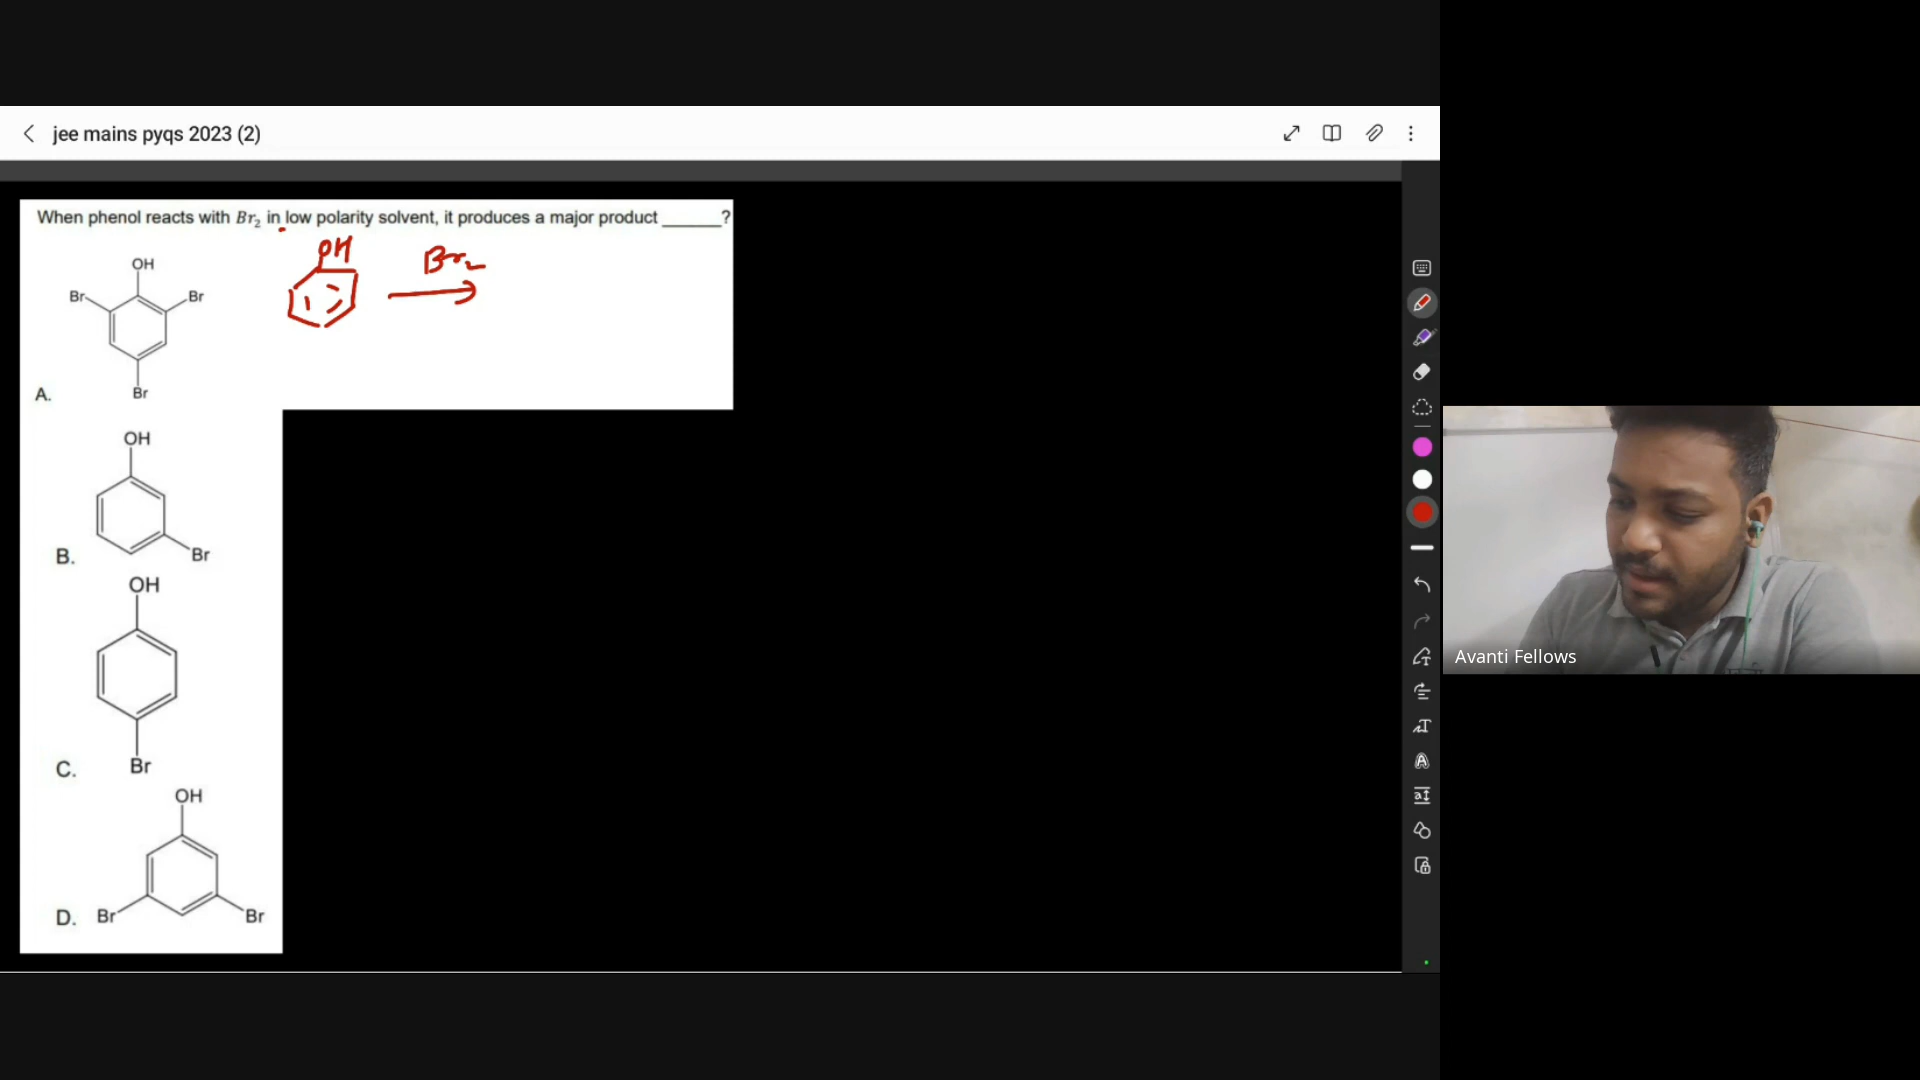 jee mains pyqs 2023 (2)
When phenol reacts with Br₂ in low polarity solvent, it produces a major product ______?
OH
Br₂
OH
Br Br
Br
A.
OH
Br
B.
OH
Br
C.
OH
D. Br Br
Avanti Fellows